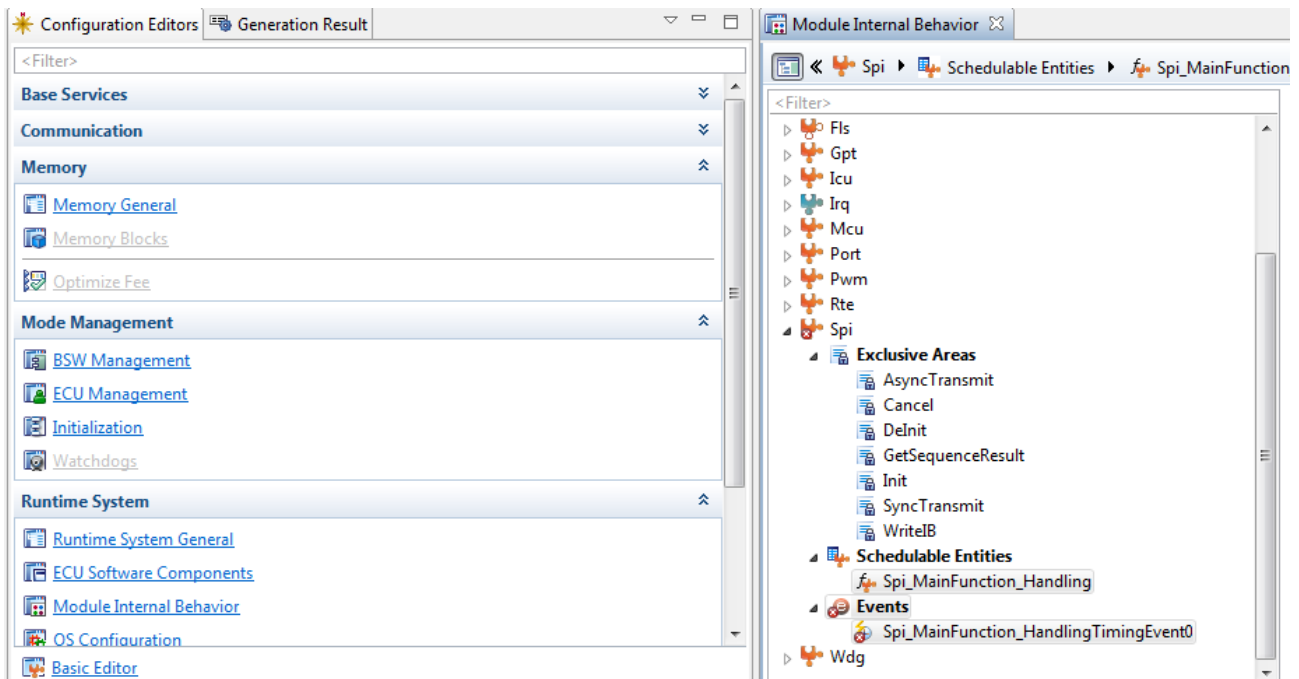 Configuration Editors
Generation Result
<Filter>
Base Services
Communication
Memory
Memory General
Memory Blocks
Optimize Fee
Mode Management
BSW Management
ECU Management
Initialization
Watchdogs
Runtime System
Runtime System General
ECU Software Components
Module Internal Behavior
OS Configuration
Basic Editor
Module Internal Behavior
Spi Schedulable Entities Spi_MainFunction
<Filter>
Fls
Gpt
Icu
Irq
Mcu
Port
Pwm
Rte
Spi
Exclusive Areas
AsyncTransmit
Cancel
DeInit
GetSequenceResult
Init
SyncTransmit
WriteIB
Schedulable Entities
Spi_MainFunction_Handling
Events
Spi_MainFunction_HandlingTimingEvent0
Wdg